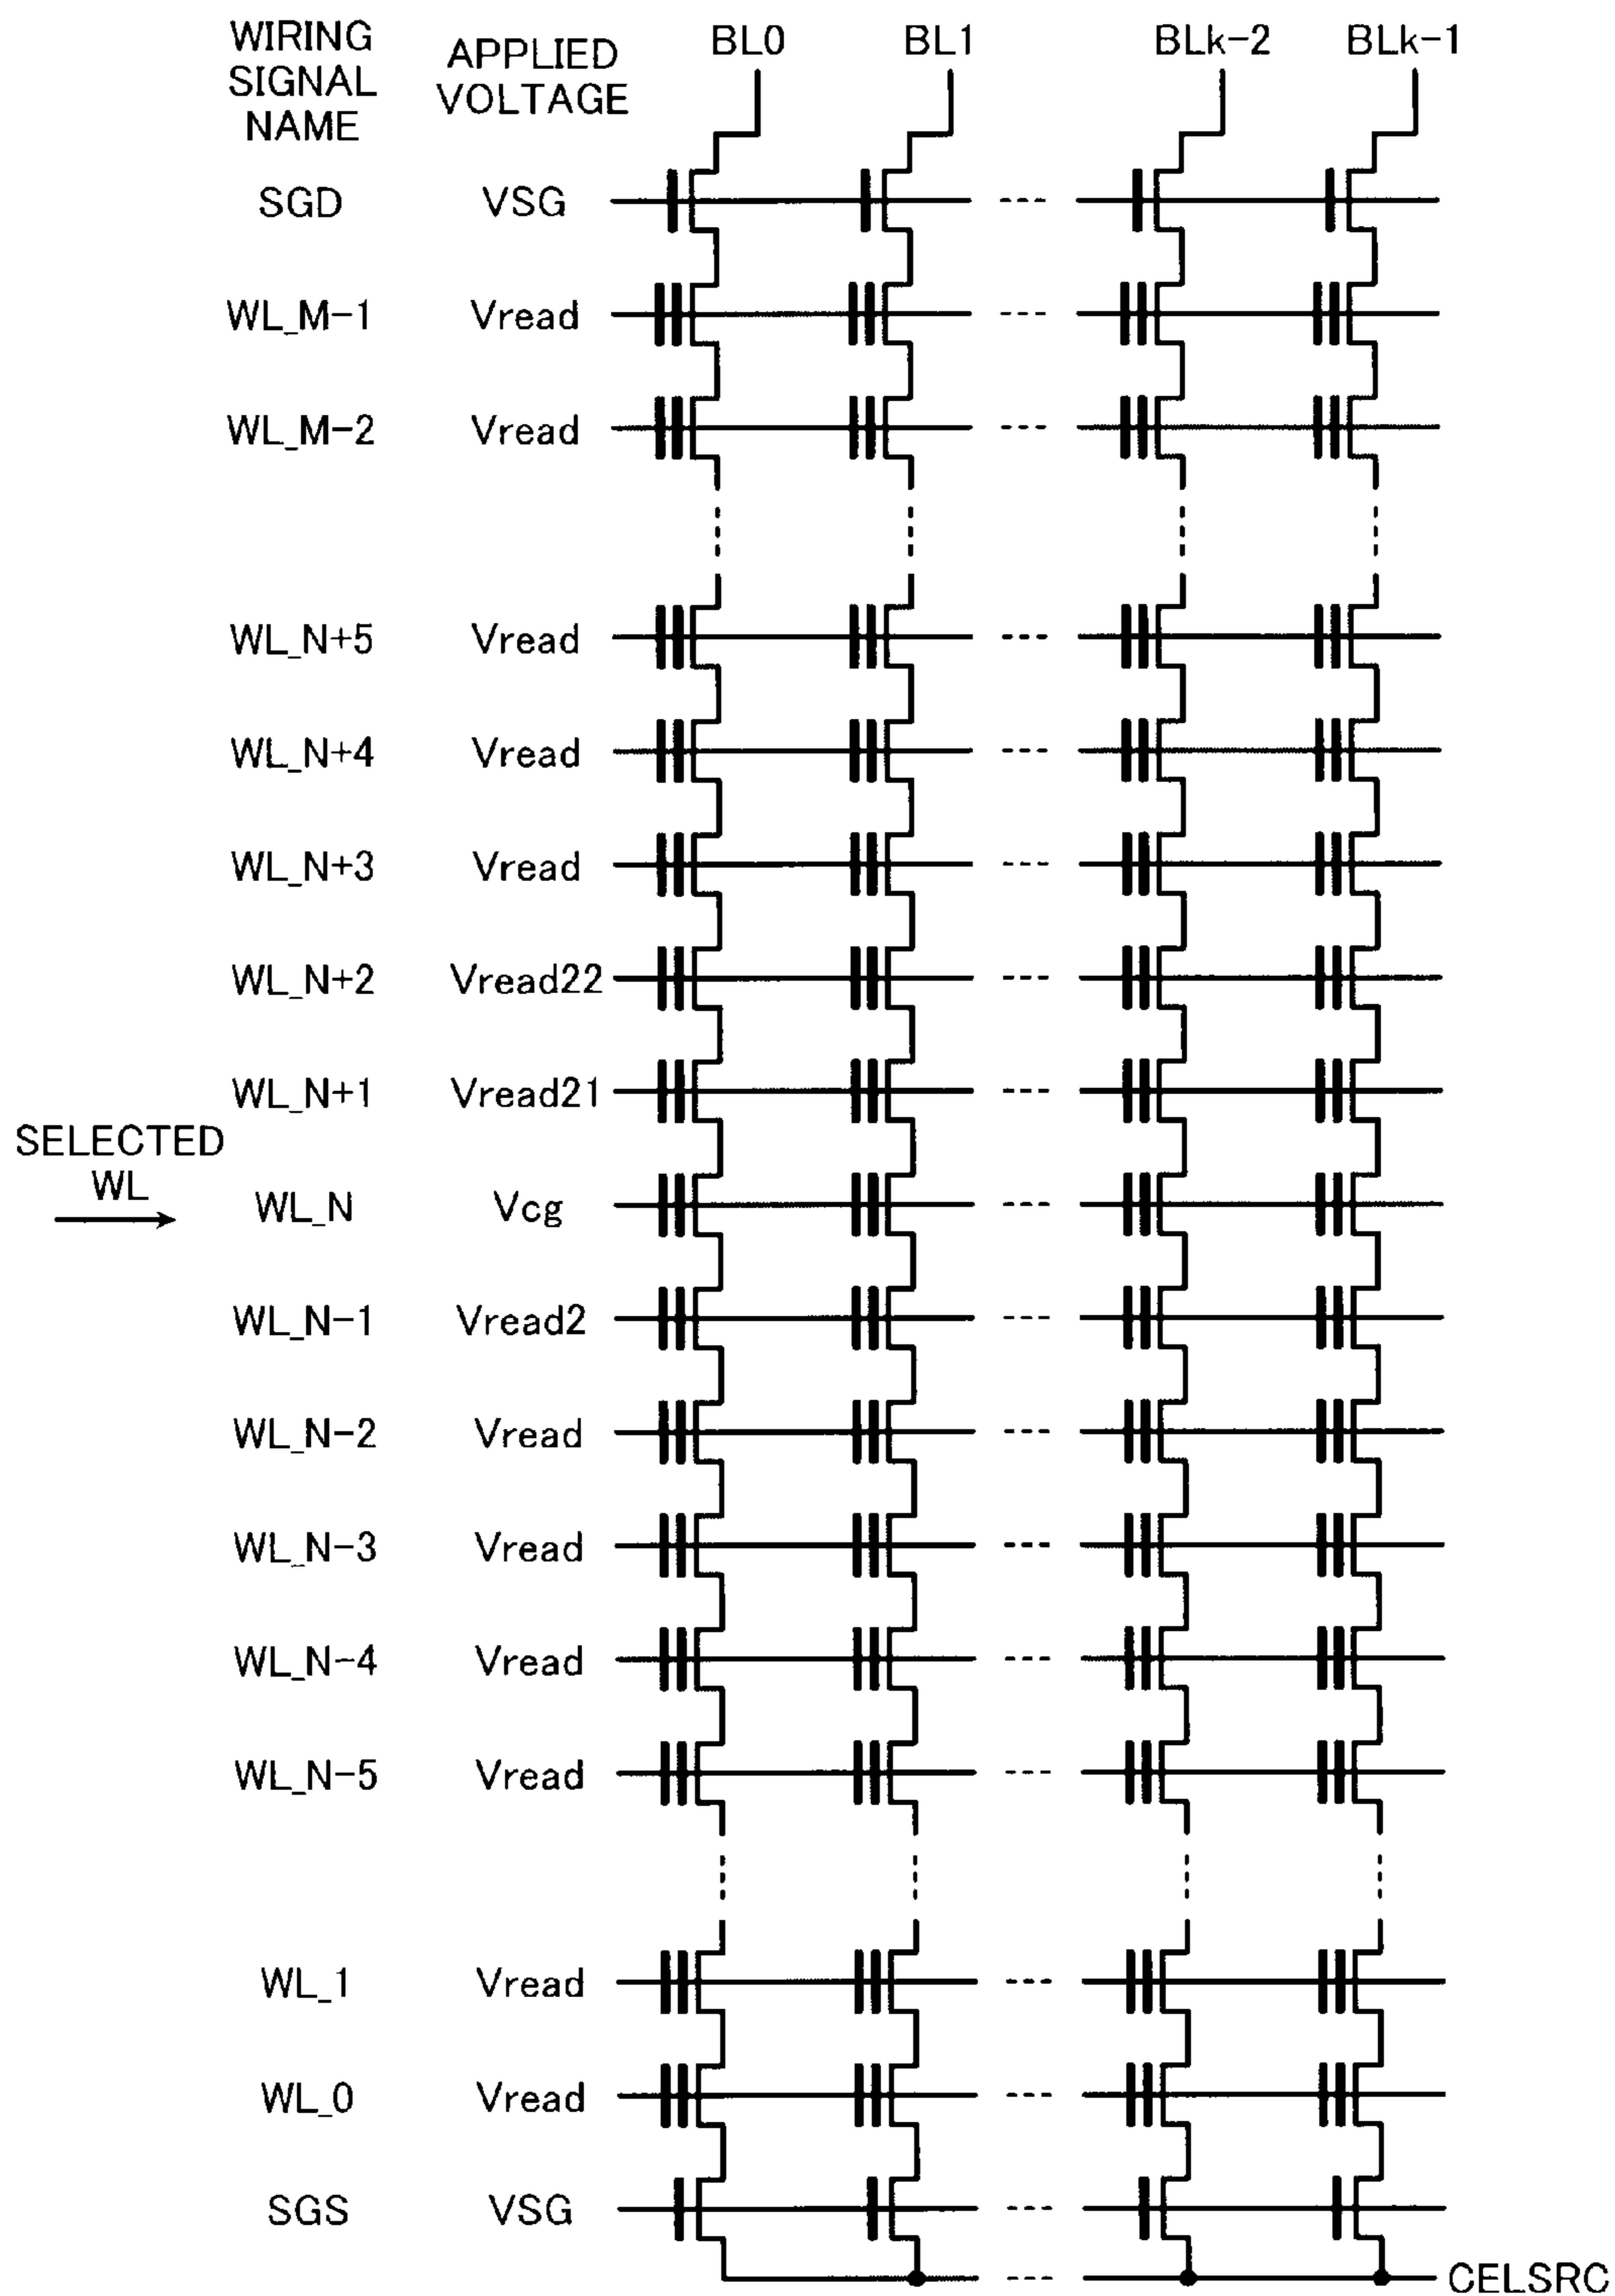 WIRING
SIGNAL
NAME
APPLIED
VOLTAGE
BL0 BL1 BLk-2 BLk-1
SGD VSG
WL_M-1 Vread
WL_M-2 Vread
WL_N+5 Vread
WL_N+4 Vread
WL_N+3 Vread
WL_N+2 Vread22
WL_N+1 Vread21
SELECTED
WL
WL_N Vcg
WL_N-1 Vread2
WL_N-2 Vread
WL_N-3 Vread
WL_N-4 Vread
WL_N-5 Vread
WL_1 Vread
WL_0 Vread
SGS VSG
CELSRC